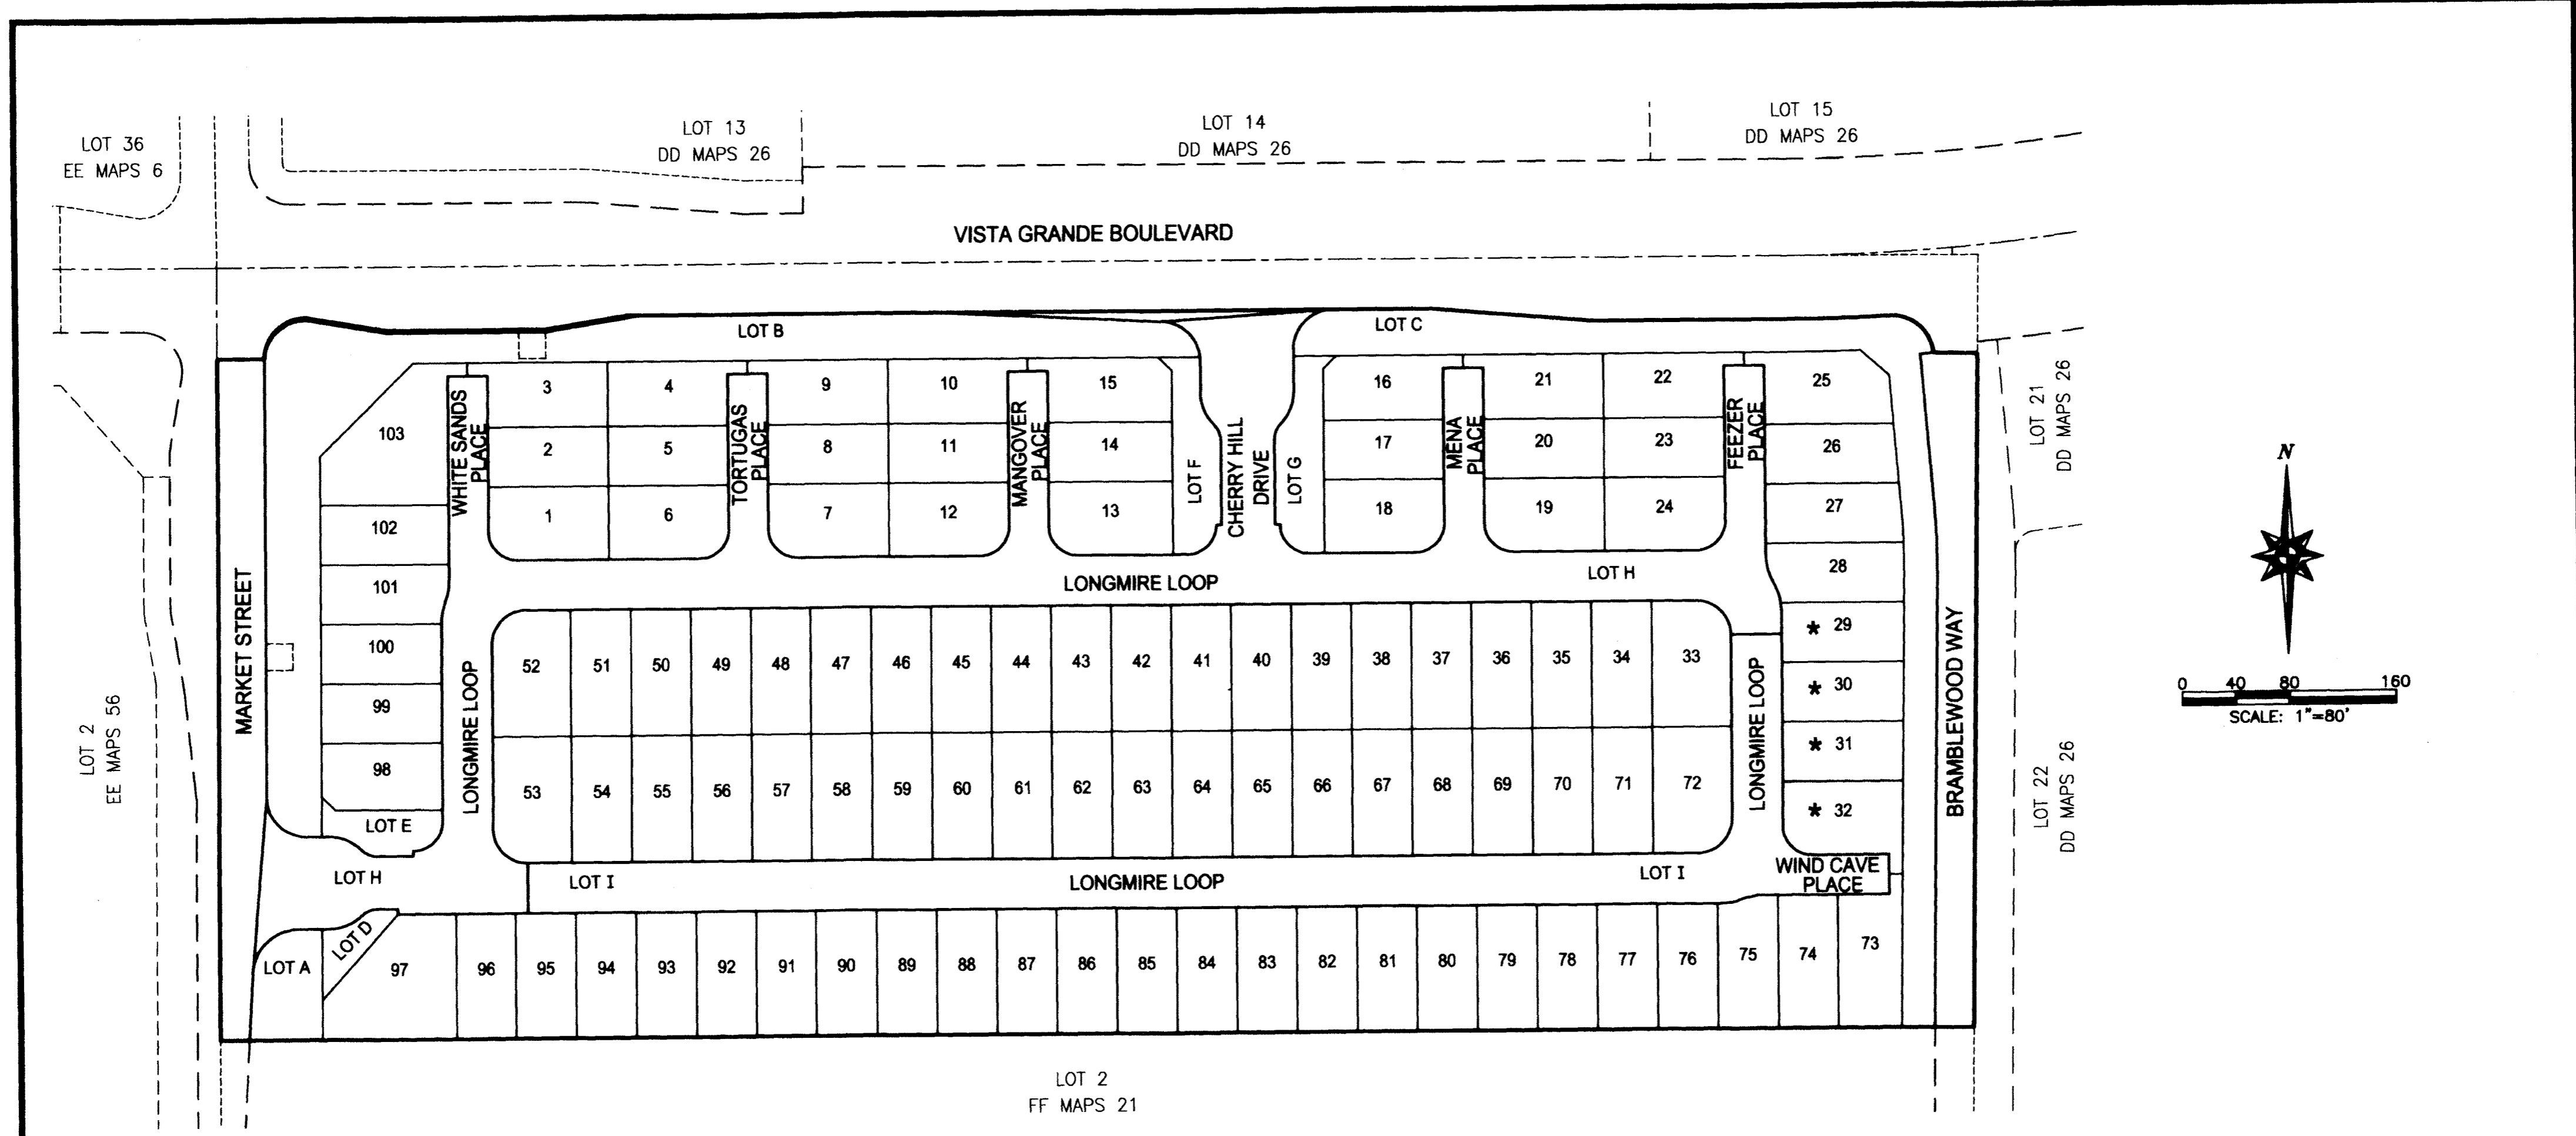 LOT 36
EE MAPS 6
LOT 13
DD MAPS 26
LOT 14
DD MAPS 26
LOT 15
DD MAPS 26
VISTA GRANDE BOULEVARD
LOT B
LOT C
103
WHITE SANDS
PLACE
3
4
TORTUGAS
PLACE
9
10
MANGOVER
PLACE
15
16
MENA
PLACE
21
22
FEEZER
PLACE
25
2
5
8
11
14
17
20
23
26
1
6
7
12
13
LOT F
CHERRY HILL
DRIVE
LOT G
18
19
24
27
28
LOT 21
DD MAPS 26
N
0 40 80 160
SCALE: 1"=80'
102
101
100
99
98
LOT E
MARKET STREET
LONGMIRE LOOP
LONGMIRE LOOP
LOT H
52 51 50 49 48 47 46 45 44 43 42 41 40 39 38 37 36 35 34 33
53 54 55 56 57 58 59 60 61 62 63 64 65 66 67 68 69 70 71 72
LONGMIRE LOOP
* 29
* 30
* 31
* 32
BRAMBLEWOOD WAY
LOT 2
EE MAPS 56
LOT 22
DD MAPS 26
LOT H
LOT I
LONGMIRE LOOP
LOT I
WIND CAVE
PLACE
LOT A
LOT D
97 96 95 94 93 92 91 90 89 88 87 86 85 84 83 82 81 80 79 78 77 76 75 74 73
LOT 2
FF MAPS 21